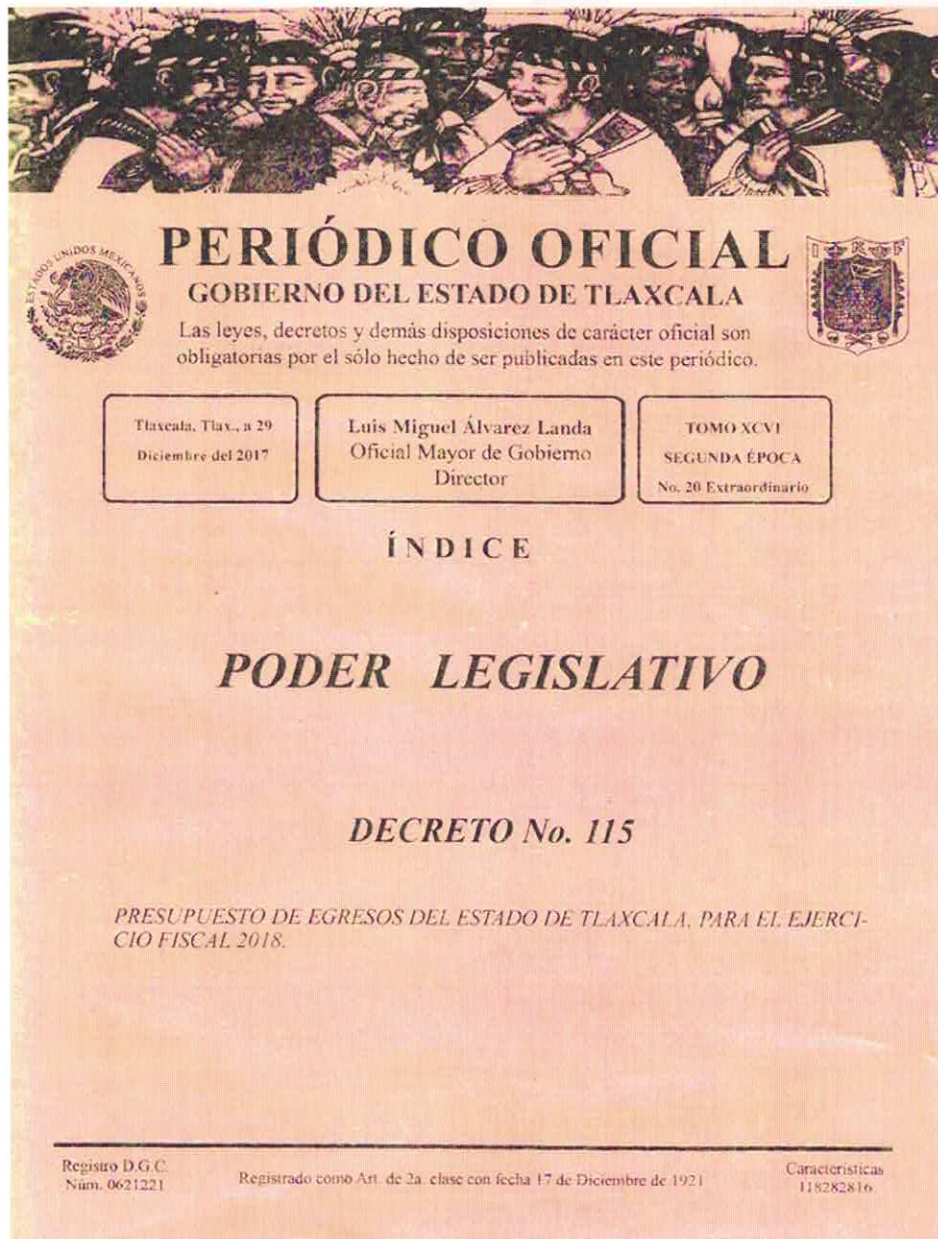 PERIÓDICO OFICIAL
ESTADOS UNIDOS MEXICANOS
GOBIERNO DEL ESTADO DE TLAXCALA
Las leyes, decretos y demás disposiciones de carácter oficial son
obligatorias por el sólo hecho de ser publicadas en este periódico.
Tlaxcala, Tlax., a 29
Diciembre del 2017
Luis Miguel Álvarez Landa
Oficial Mayor de Gobierno
Director
TOMO XCVI
SEGUNDA ÉPOCA
No. 20 Extraordinario
ÍNDICE
PODER LEGISLATIVO
DECRETO No. 115
PRESUPUESTO DE EGRESOS DEL ESTADO DE TLAXCALA, PARA EL EJERCI-
CIO FISCAL 2018.
Registro D.G.C.
Núm. 0621221
Registrado como Art. de 2a. clase con fecha 17 de Diciembre de 1921
Características
118282816